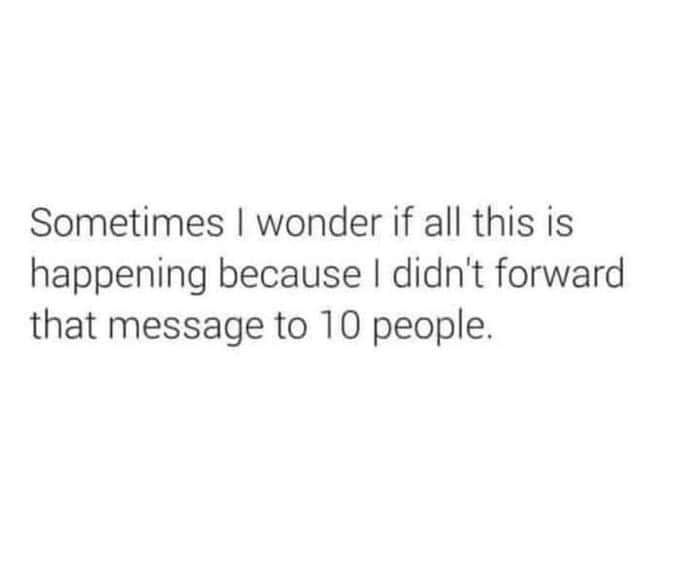 Sometimes I wonder if all this is
happening because I didn't forward
that message to 10 people.